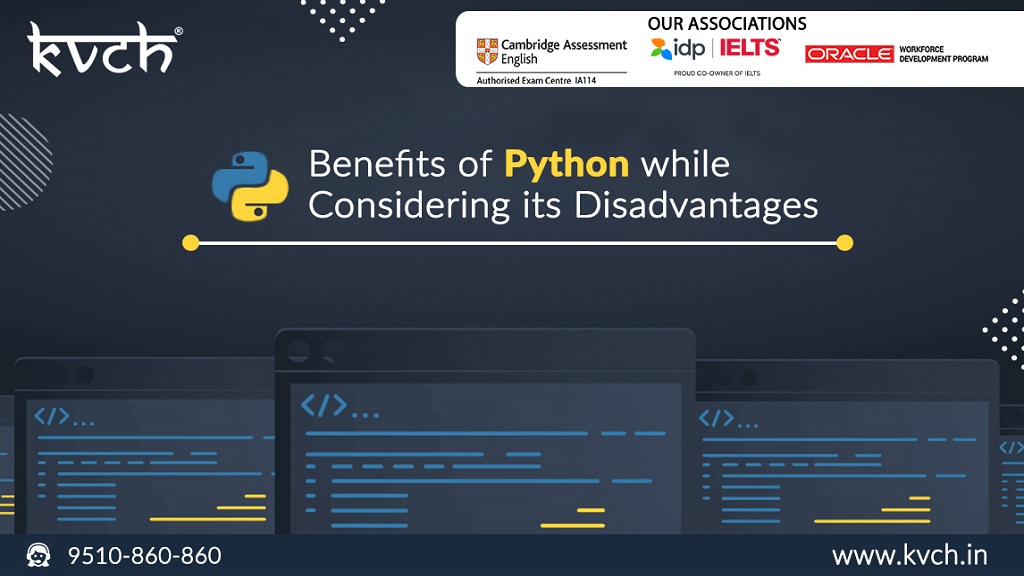 kvch®
OUR ASSOCIATIONS
Cambridge Assessment
English
Authorised Exam Centre IA114
idp | IELTS™
PROUD CO-OWNER OF IELTS
ORACLE
WORKFORCE
DEVELOPMENT PROGRAM
Benefits of Python while
Considering its Disadvantages
</>...
</>...
</>...
</>
9510-860-860
www.kvch.in